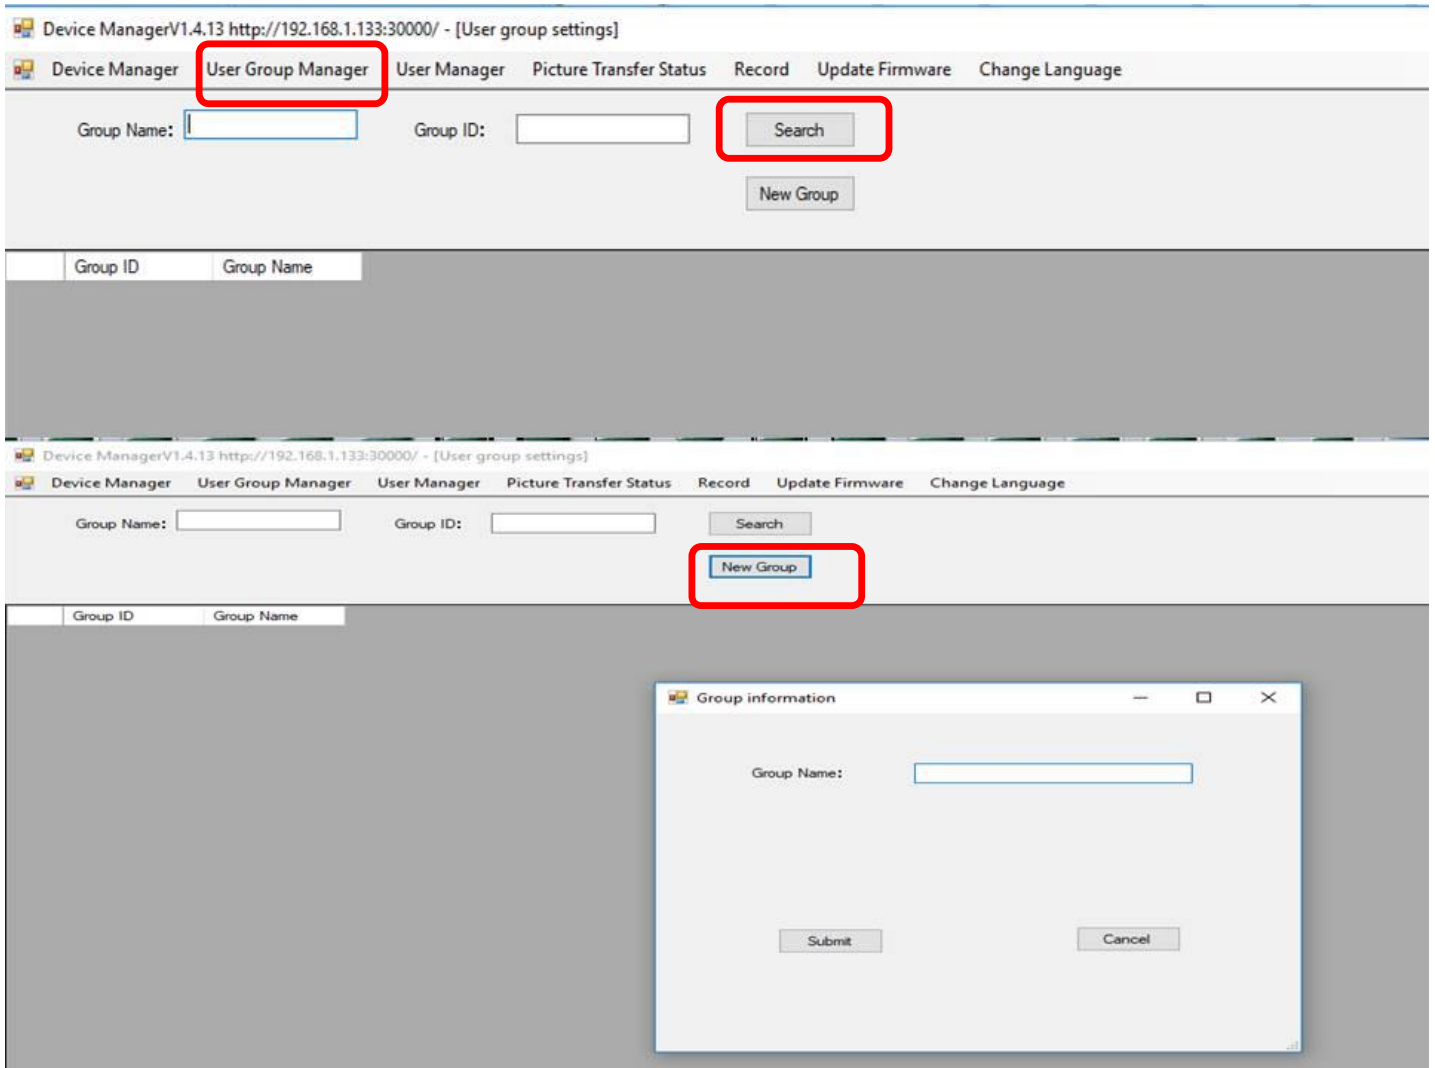 Device ManagerV1.4.13 http://192.168.1.133:30000/ - [User group settings]
Device Manager User Group Manager User Manager Picture Transfer Status Record Update Firmware Change Language
Group Name: Group ID: Search
New Group
Group ID Group Name
Device ManagerV1.4.13 http://192.168.1.133:30000/ - [User group settings]
Device Manager User Group Manager User Manager Picture Transfer Status Record Update Firmware Change Language
Group Name: Group ID: Search
New Group
Group ID Group Name
Group information
Group Name:
Submit Cancel